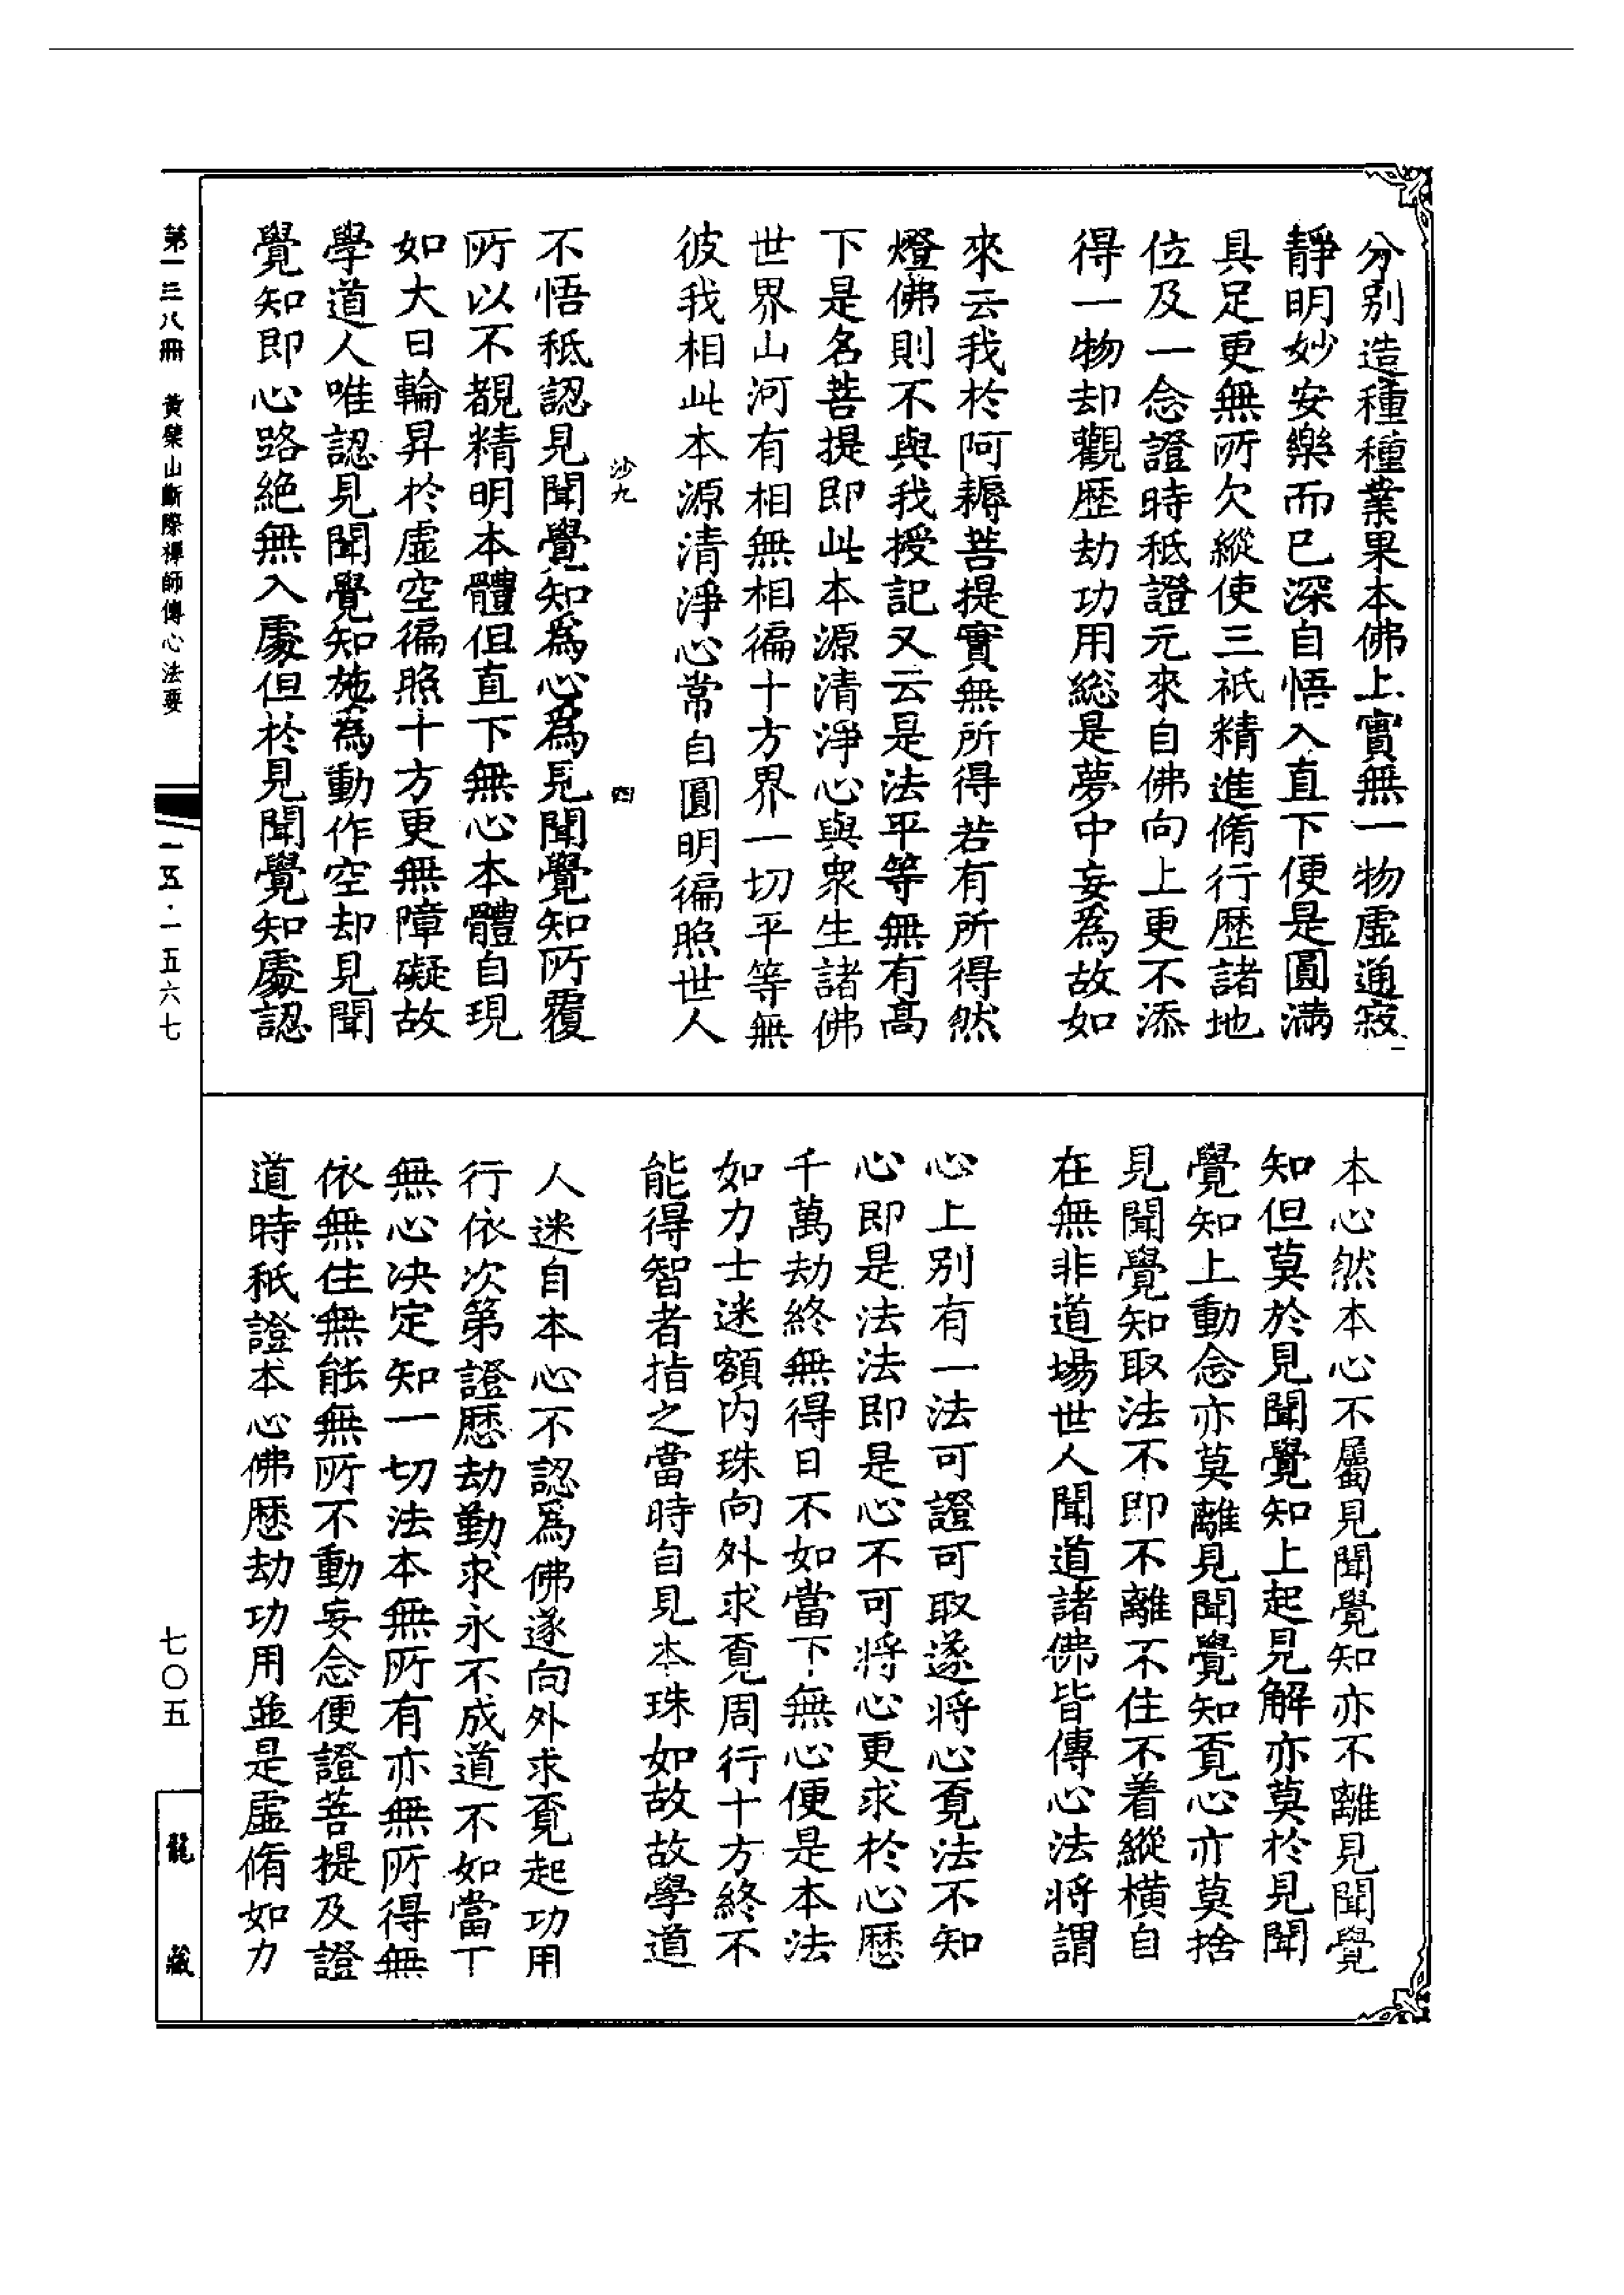 分别造種種業果本佛上實無一物虛通寂
靜明妙安樂而已深自悟入直下便是圓滿
具足更無所欠縱使三祇精進脩行歷諸地
位及一念證時秪證元來自佛向上更不添
得一物却觀歷劫功用総是夢中妄爲故如
來云我於阿耨菩提實無所得若有所得然
燈佛則不與我授記又云是法平等無有高
下是名菩提即此本源清淨心與衆生諸佛
世界山河有相無相徧十方界一切平等無
彼我相此本源清淨心常自圓明徧照世人
沙九 四
不悟秪認見聞覺知爲心爲見聞覺知所覆
所以不覩精明本體但直下無心本體自現
如大日輪昇於虛空徧照十方更無障礙故
學道人唯認見聞覺知施爲動作空却見聞
覺知即心路絶無入處但於見聞覺知處認
本心然本心不屬見聞覺知亦不離見聞覺
知但莫於見聞覺知上起見解亦莫於見聞
覺知上動念亦莫離見聞覺知覔心亦莫捨
見聞覺知取法不即不離不住不着縱橫自
在無非道場世人聞道諸佛皆傳心法將謂
心上别有一法可證可取遂将心覔法不知
心即是法法即是心不可将心更求於心歷
千萬劫終無得日不如當下無心便是本法
如力士迷額内珠向外求覔周行十方終不
能得智者指之當時自見本珠如故故學道
人迷自本心不認爲佛遂向外求覔起功用
行依次第證歷劫勤求永不成道不如當下
無心决定知一切法本無所有亦無所得無
依無住無能無所不動妄念便證菩提及證
道時秖證本心佛歷劫功用並是虛脩如力
第一三八冊 黃檗山斷際禪師傳心法要
一五·一五六七
七〇五
龍藏